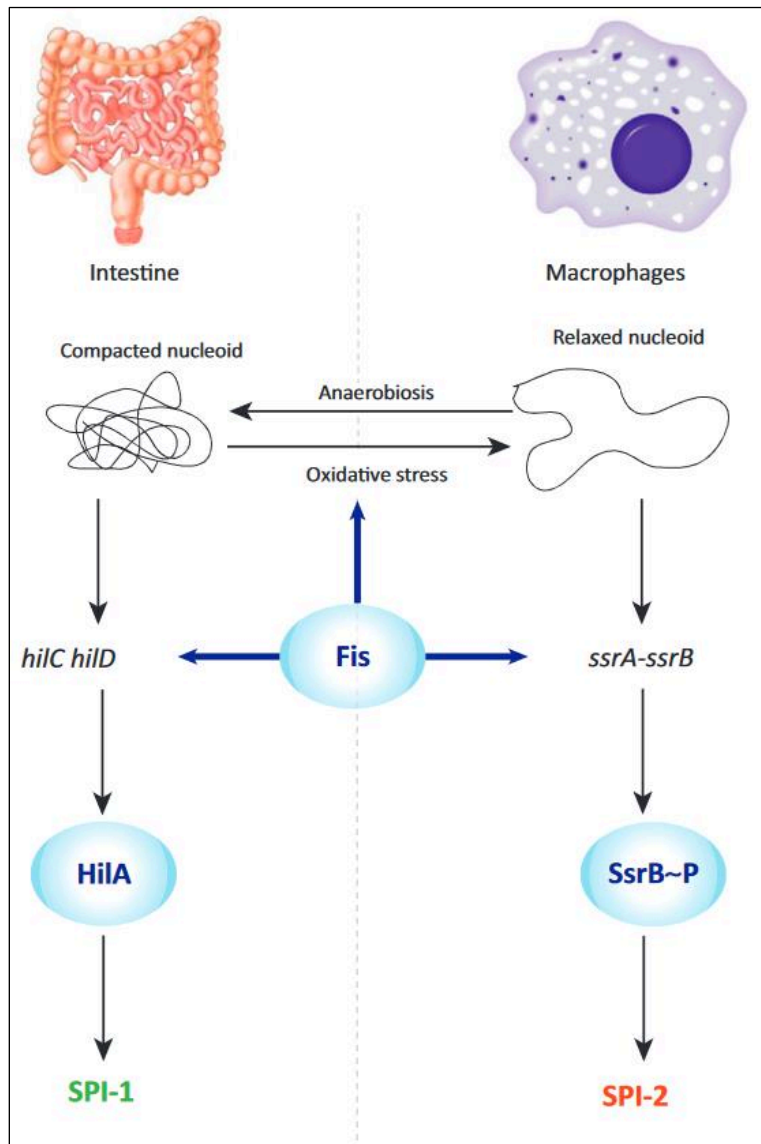 Intestine
Macrophages
Compacted nucleoid
Relaxed nucleoid
Anaerobiosis
Oxidative stress
hilC hilD
Fis
ssrA-ssrB
HilA
SsrB~P
SPI-1
SPI-2